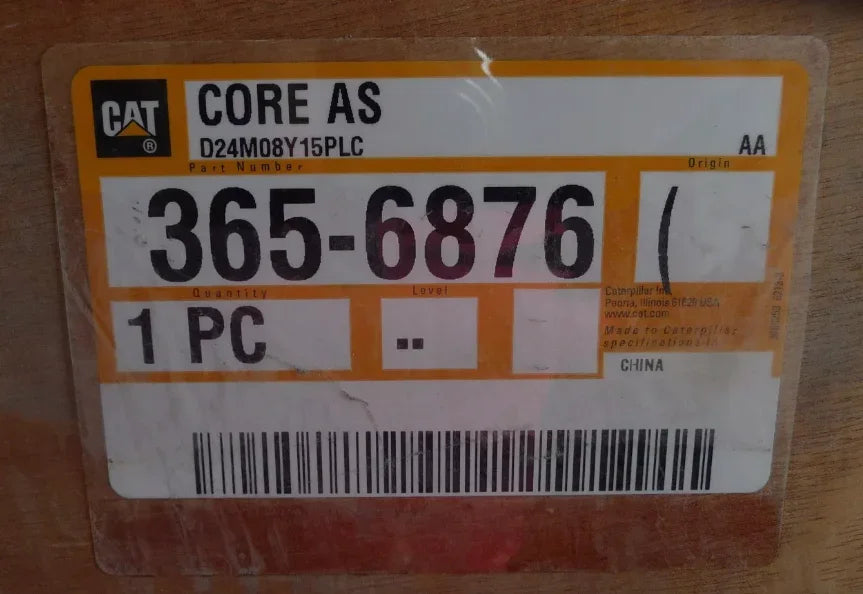 CAT ®
CORE AS
D24M08Y15PLC AA
Part Number Origin
365-6876 (
Quantity Level
1 PC --
Caterpillar Inc.
Peoria, Illinois 61629 USA
www.cat.com
Made to Caterpillar
specifications in
CHINA